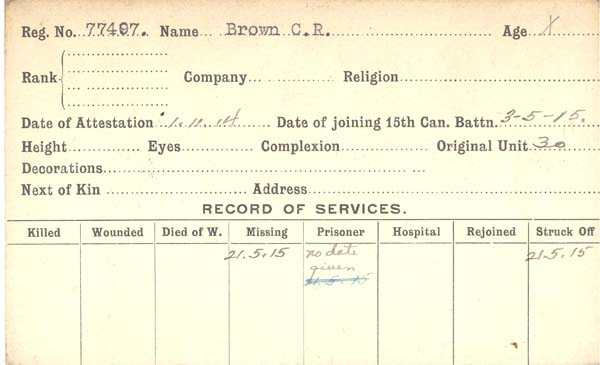 Reg. No. 77497. Name Brown C.R. Age X
Rank Company Religion
Date of Attestation 1.11.14 Date of joining 15th Can. Battn. 3-5-15.
Height Eyes Complexion Original Unit 30
Decorations
Next of Kin Address
RECORD OF SERVICES.
Killed Wounded Died of W. Missing Prisoner Hospital Rejoined Struck Off
21.5.15 no date 21.5.15
given
21.5.15